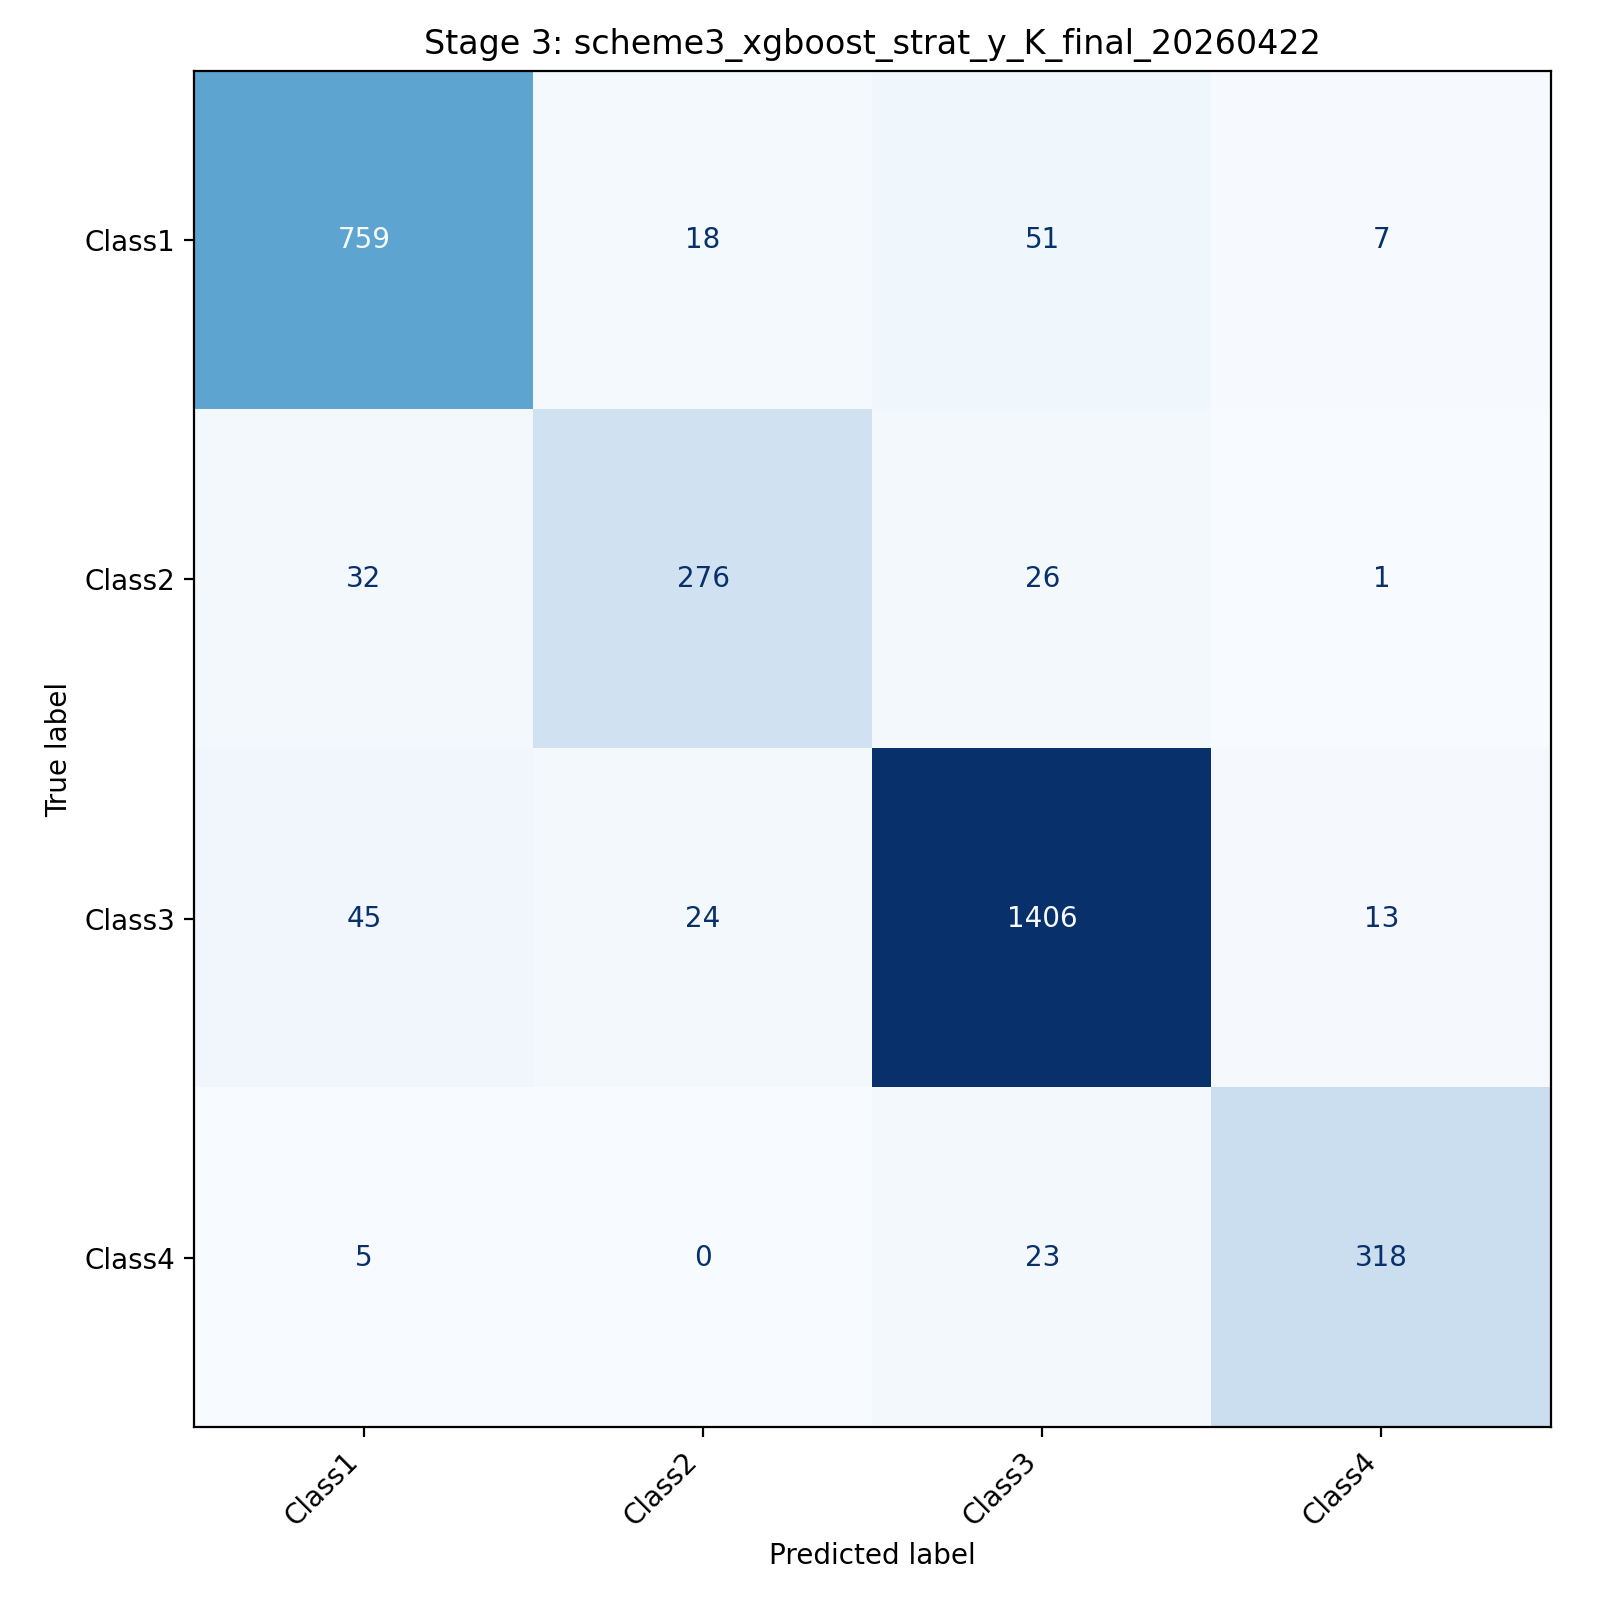 Stage 3: scheme3_xgboost_strat_y_K_final_20260422
Class1
759 18 51 7
Class2
32 276 26 1
True label
Class3
45 24 1406 13
Class4
5 0 23 318
Class1 Class2 Class3 Class4
Predicted label